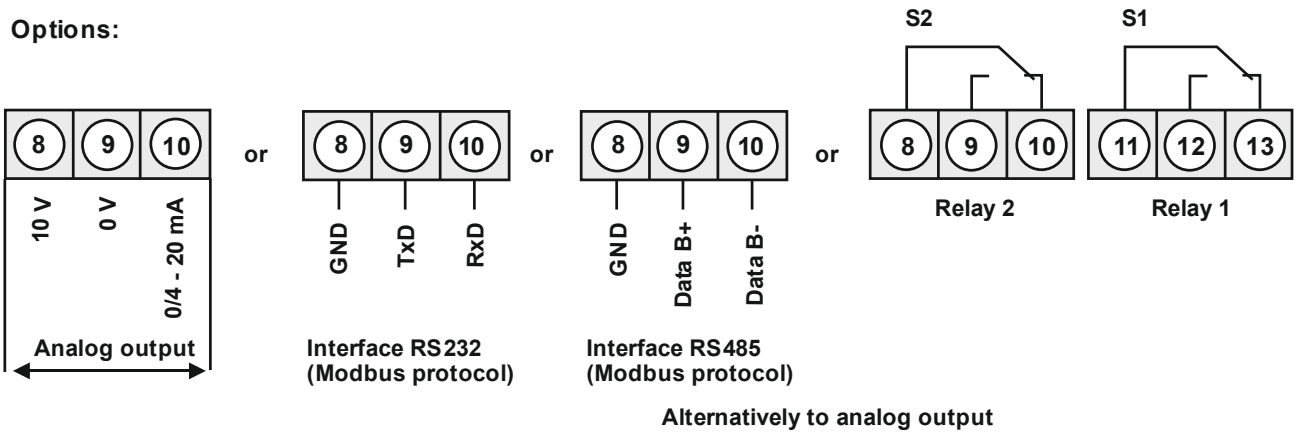 Options:
S2
S1
8 9 10
or
8 9 10
or
8 9 10
or
8 9 10
11 12 13
10 V
0 V
0/4 - 20 mA
Analog output
GND
TxD
RxD
Interface RS232
(Modbus protocol)
GND
Data B+
Data B-
Interface RS485
(Modbus protocol)
Relay 2
Relay 1
Alternatively to analog output